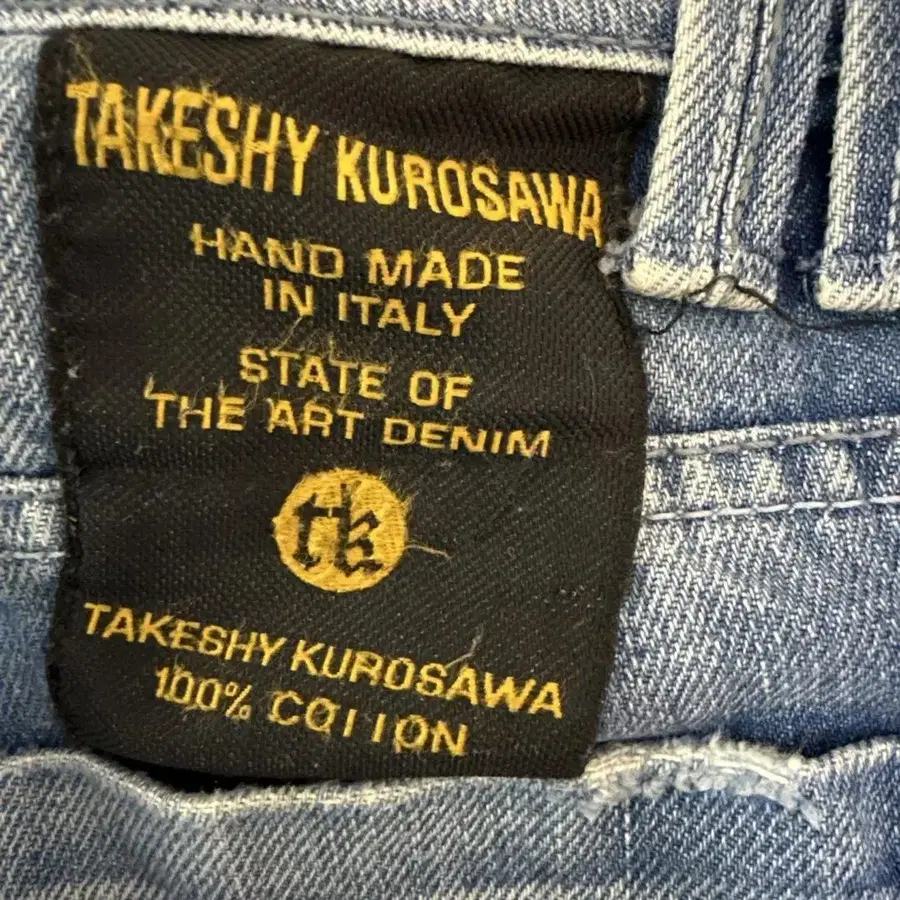 TAKESHY KUROSAWA
HAND MADE
IN ITALY
STATE OF
THE ART DENIM
tk
TAKESHY KUROSAWA
100% COTTON